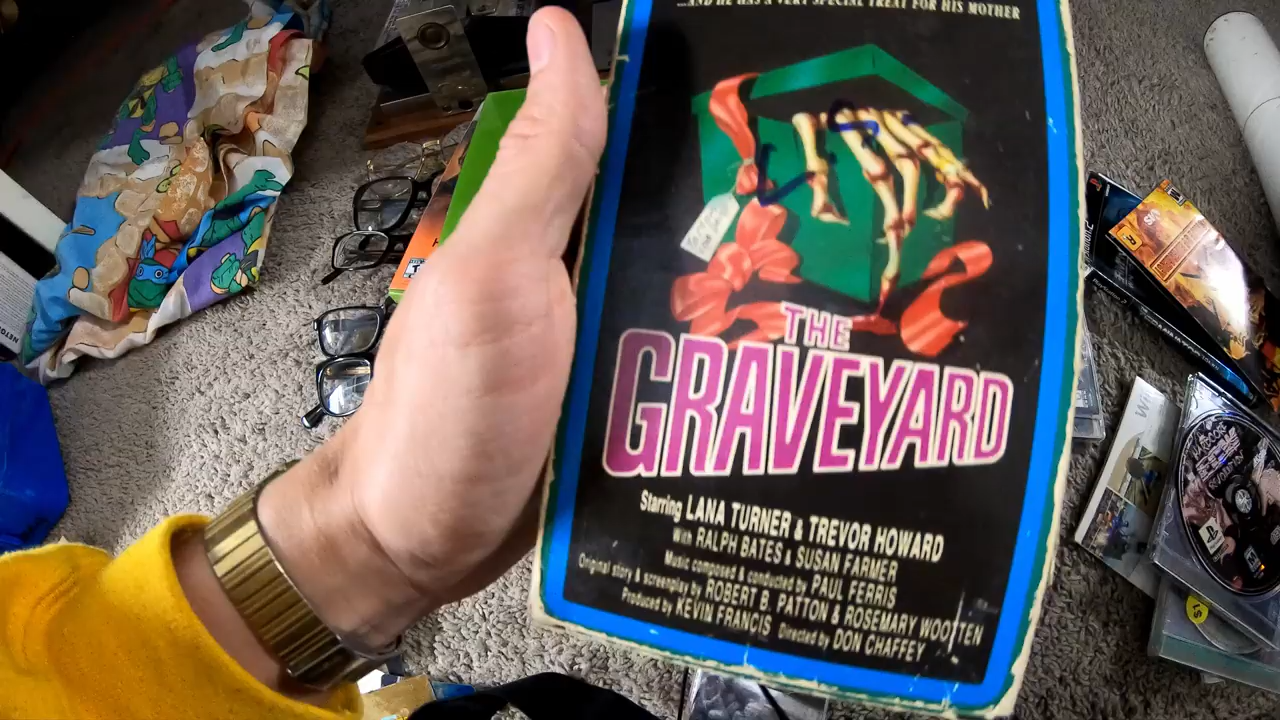 ...AND HE HAS A VERY SPECIAL TREAT FOR HIS MOTHER
THE
GRAVEYARD
Starring LANA TURNER & TREVOR HOWARD
With RALPH BATES & SUSAN FARMER
Music composed & conducted by PAUL FERRIS
Original story & screenplay by ROBERT B. PATTON & ROSEMARY WOOTTEN
Produced by KEVIN FRANCIS Directed by DON CHAFFEY
Wii